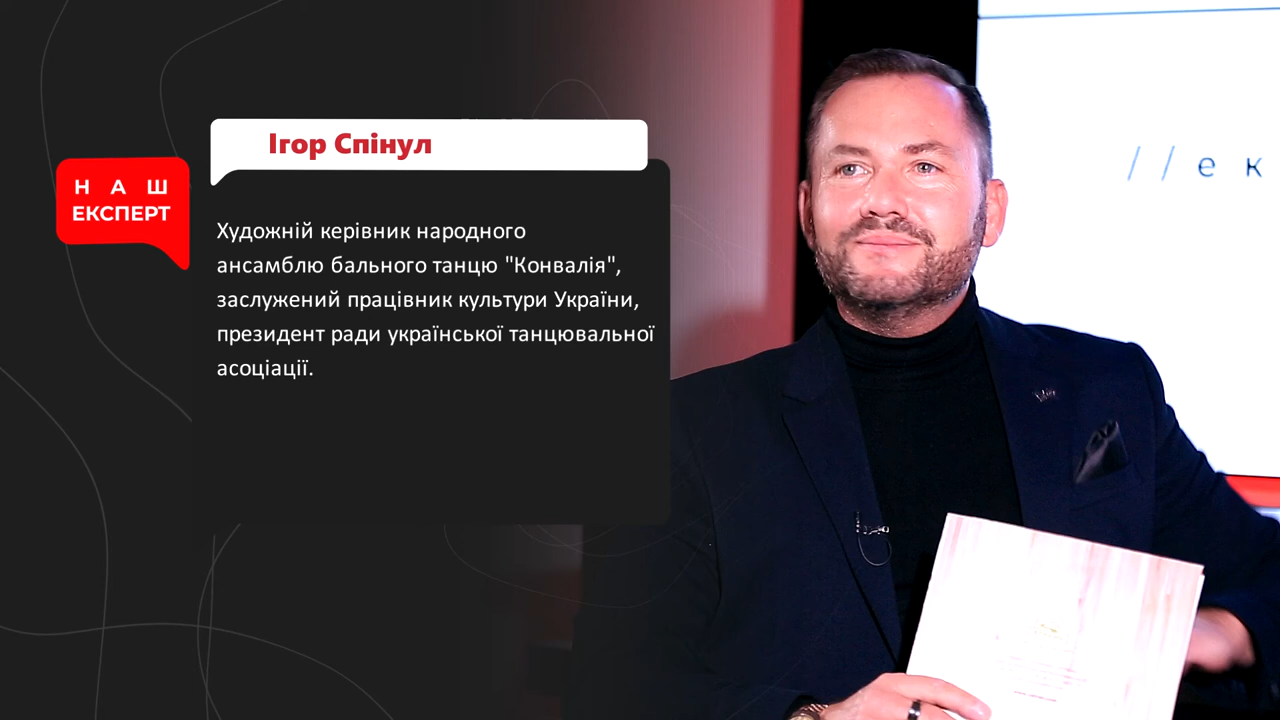 Ігор Спінул
НАШ
ЕКСПЕРТ
Художній керівник народного
ансамблю бального танцю "Конвалія",
заслужений працівник культури України,
президент ради української танцювальної
асоціації.
//ек